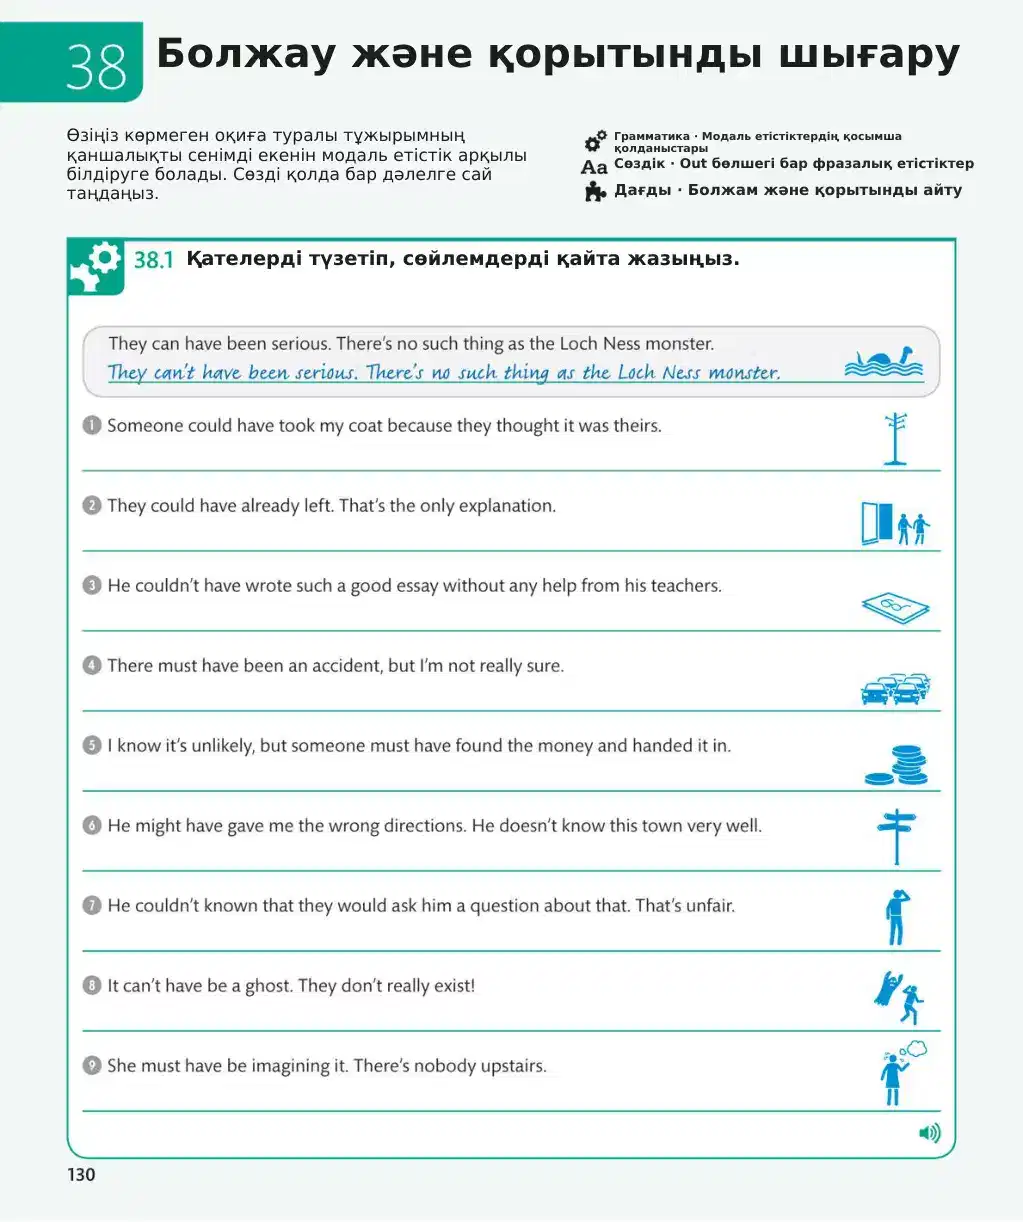 38
Болжау және қорытынды шығару
Өзіңіз көрмеген оқиға туралы тұжырымның
қаншалықты сенімді екенін модаль етістік арқылы
білдіруге болады. Сөзді қолда бар дәлелге сай
таңдаңыз.
Грамматика · Модаль етістіктердің қосымша
қолданыстары
Aa Сөздік · Out бөлшегі бар фразалық етістіктер
Дағды · Болжам және қорытынды айту
38.1 Қателерді түзетіп, сөйлемдерді қайта жазыңыз.
They can have been serious. There's no such thing as the Loch Ness monster.
They can't have been serious. There's no such thing as the Loch Ness monster.
1 Someone could have took my coat because they thought it was theirs.
2 They could have already left. That's the only explanation.
3 He couldn't have wrote such a good essay without any help from his teachers.
4 There must have been an accident, but I'm not really sure.
5 I know it's unlikely, but someone must have found the money and handed it in.
6 He might have gave me the wrong directions. He doesn't know this town very well.
7 He couldn't known that they would ask him a question about that. That's unfair.
8 It can't have be a ghost. They don't really exist!
9 She must have be imagining it. There's nobody upstairs.
130